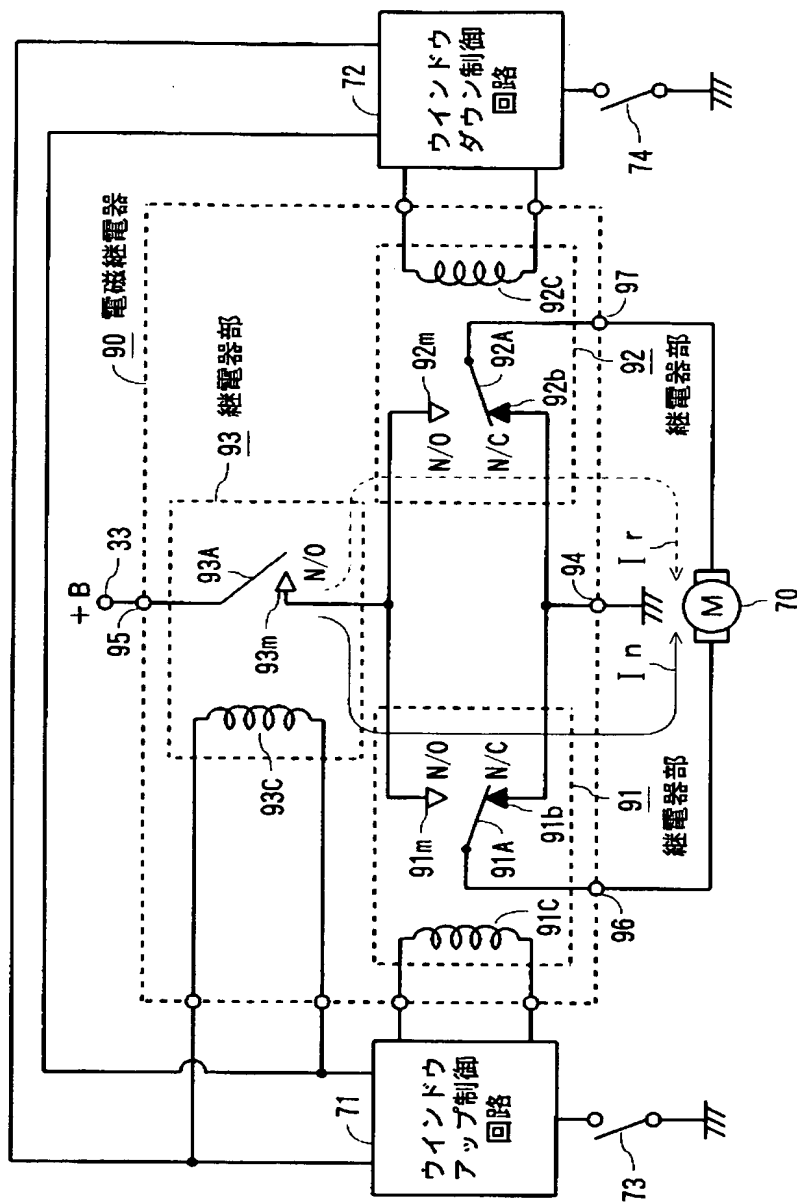 ウインドウ
ダウン制御
回路
72
74
90 電磁継電器
93 継電器部
92C
97
+B
33
95
93A
93m
N/O
92m
N/O
92A
92b
N/C
92
継電器部
Ir
94
M
70
In
93C
N/O
91m
N/C
91b
91A
91
継電器部
91C
96
71
ウインドウ
アップ制御
回路
73